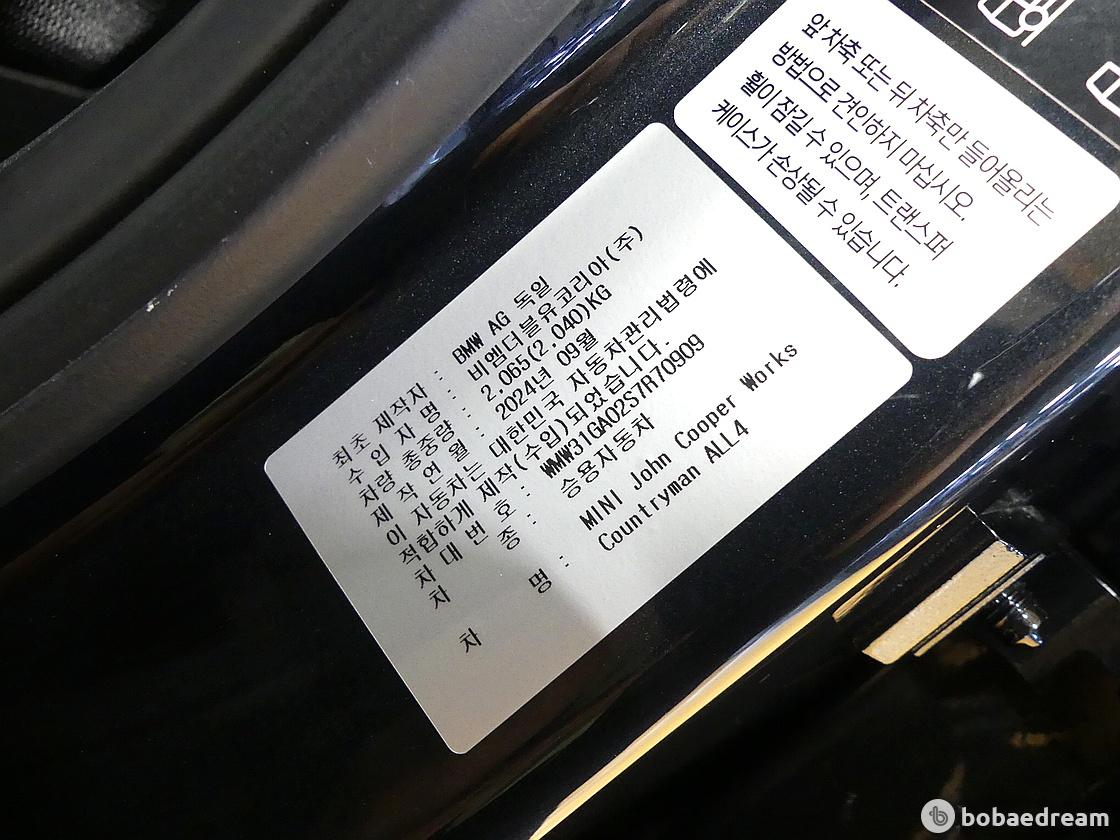 앞 차축 또는 뒤 차축만 들어올리는
방법으로 견인하지 마십시오.
휠이 잠길 수 있으며, 트랜스퍼
케이스가 손상될 수 있습니다.
최초 제작자 : BMW AG 독일
수 입 자 명 : 비엠더블유코리아(주)
차량 총중량 : 2,065(2,040)KG
제 작 연 월 : 2024년 09월
이 자동차는 대한민국 자동차관리법령에
적합하게 제작(수입)되었습니다.
차 대 번 호 : WMW31GA02S7R70909
차 종 : 승용자동차
차 명 : MINI John Cooper Works
Countryman ALL4
bobaedream